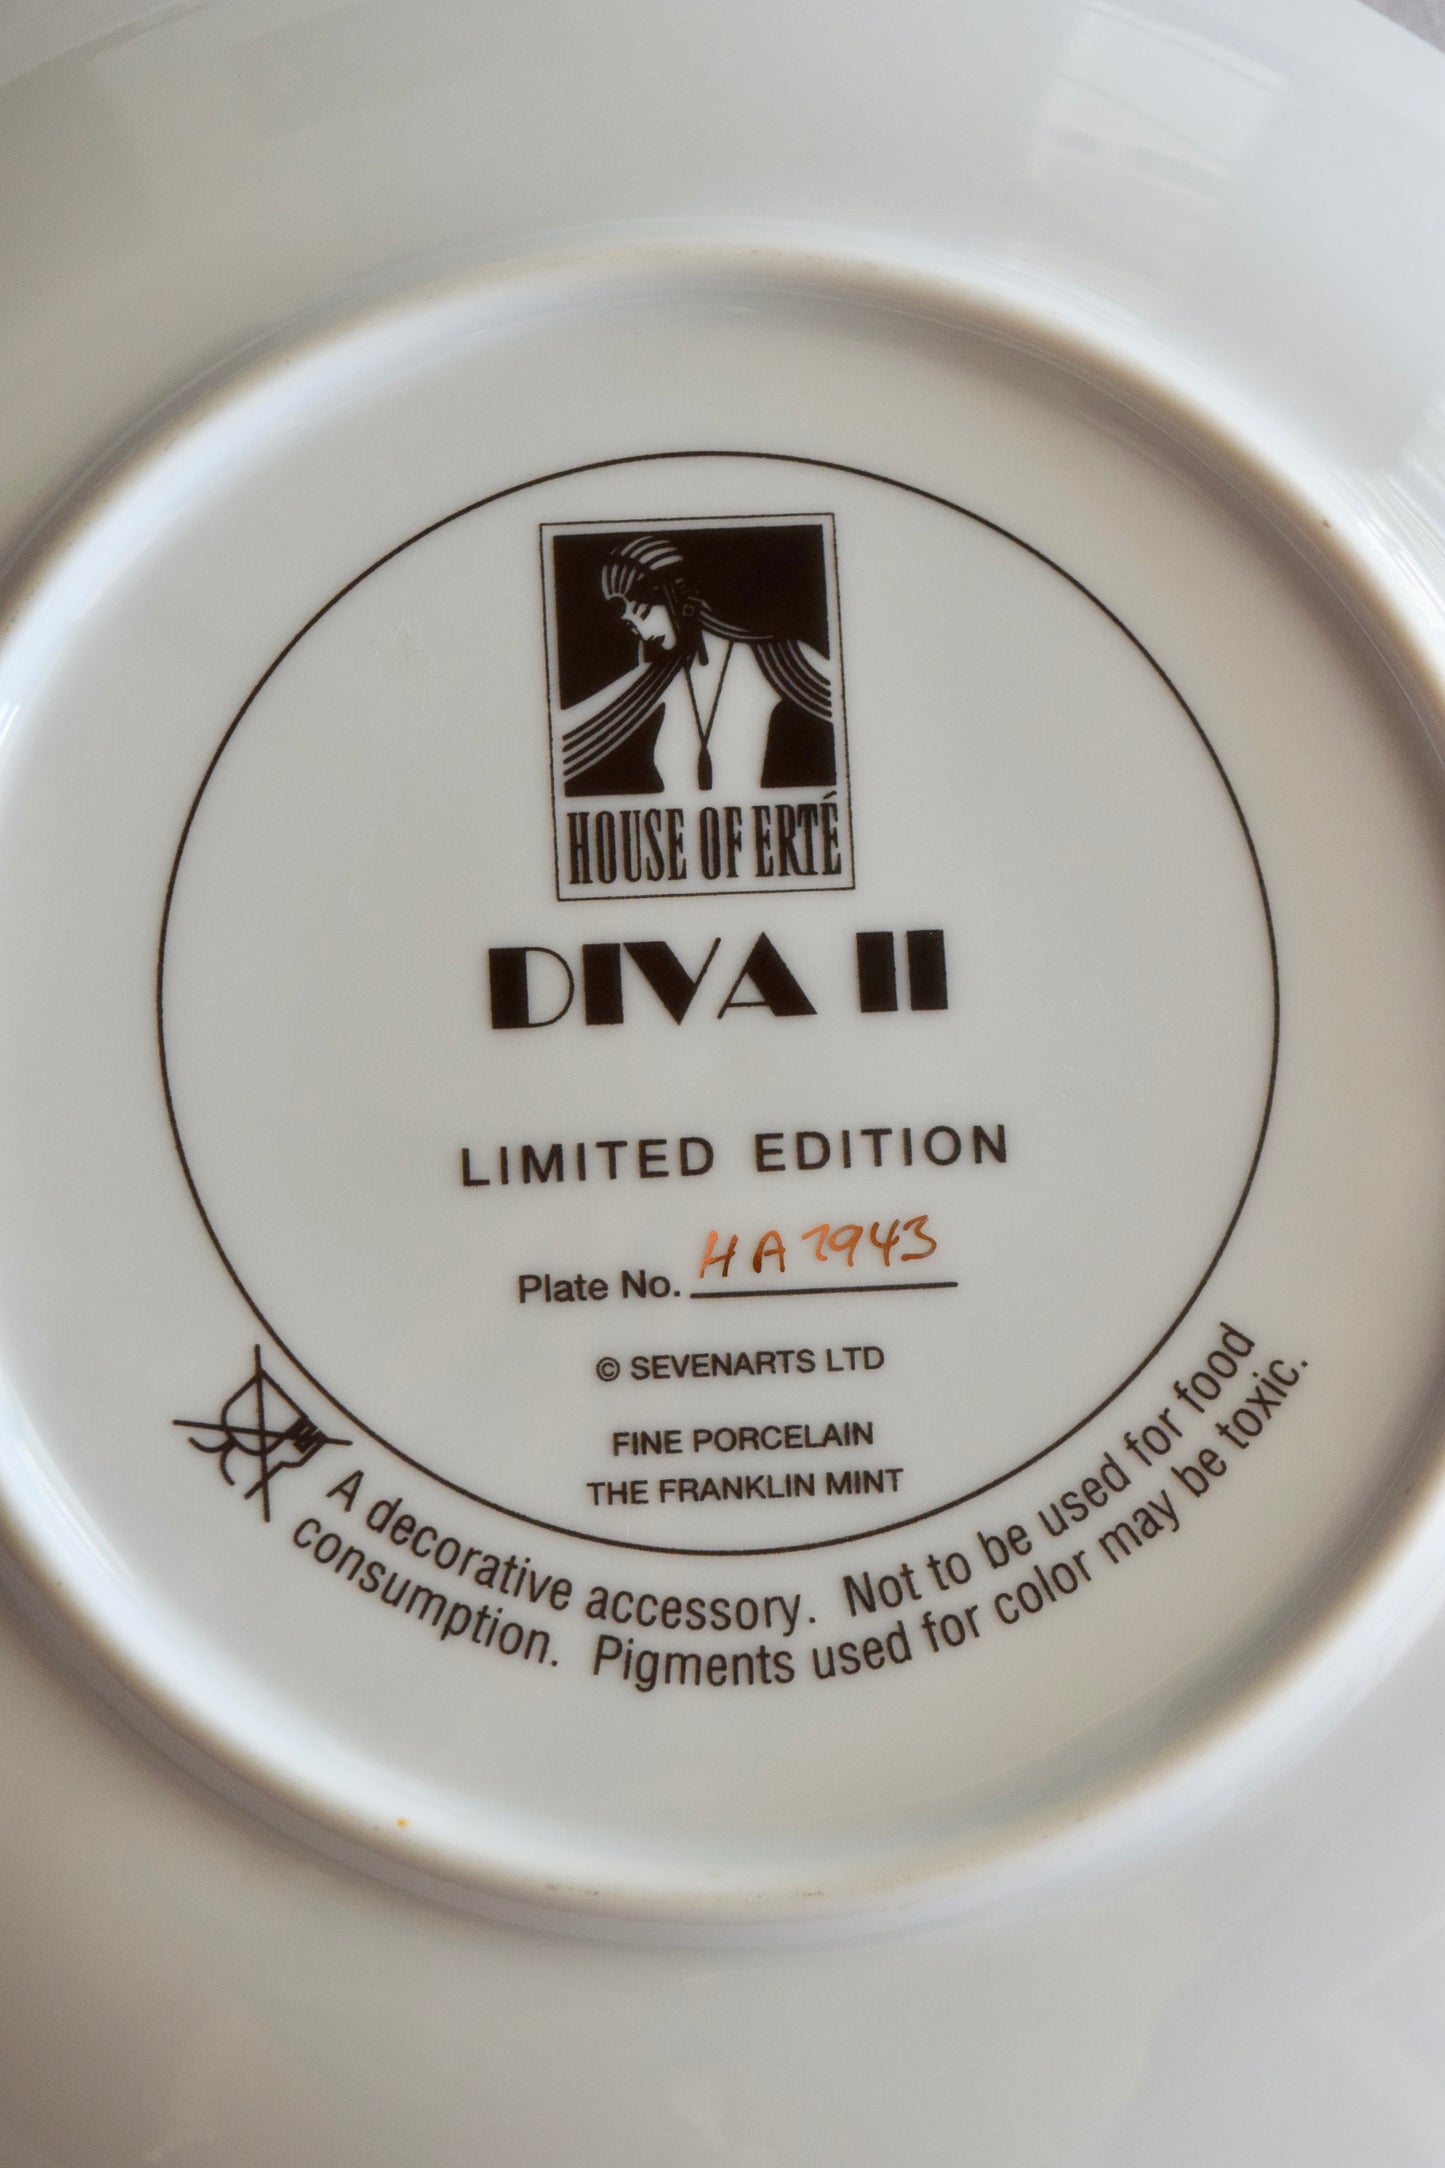 HOUSE OF ERTÉ
DIVA II
LIMITED EDITION
Plate No. HA7943
© SEVENARTS LTD
FINE PORCELAIN
THE FRANKLIN MINT
A decorative accessory. Not to be used for food
consumption. Pigments used for color may be toxic.